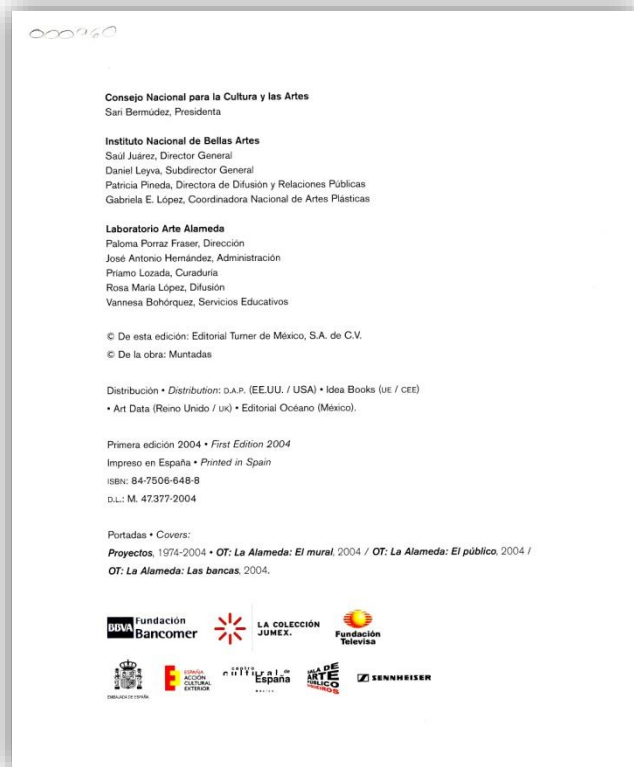 000960
Consejo Nacional para la Cultura y las Artes
Sari Bermúdez, Presidenta
Instituto Nacional de Bellas Artes
Saúl Juárez, Director General
Daniel Leyva, Subdirector General
Patricia Pineda, Directora de Difusión y Relaciones Públicas
Gabriela E. López, Coordinadora Nacional de Artes Plásticas
Laboratorio Arte Alameda
Paloma Porraz Fraser, Dirección
José Antonio Hernández, Administración
Príamo Lozada, Curaduría
Rosa María López, Difusión
Vannesa Bohórquez, Servicios Educativos
© De esta edición: Editorial Turner de México, S.A. de C.V.
© De la obra: Muntadas
Distribución • Distribution: D.A.P. (EE.UU. / USA) • Idea Books (UE / CEE)
• Art Data (Reino Unido / UK) • Editorial Océano (México).
Primera edición 2004 • First Edition 2004
Impreso en España • Printed in Spain
ISBN: 84-7506-648-8
D.L.: M. 47.377-2004
Portadas • Covers:
Proyectos, 1974-2004 • OT: La Alameda: El mural, 2004 / OT: La Alameda: El público, 2004 /
OT: La Alameda: Las bancas, 2004.
BBVA Fundación Bancomer
LA COLECCIÓN JUMEX.
Fundación Televisa
EMBAJADA DE ESPAÑA
E ESPAÑA ACCIÓN CULTURAL EXTERIOR
centro cultural de España México
SALA DE ARTE PÚBLICO SIQUEIROS
SENNHEISER